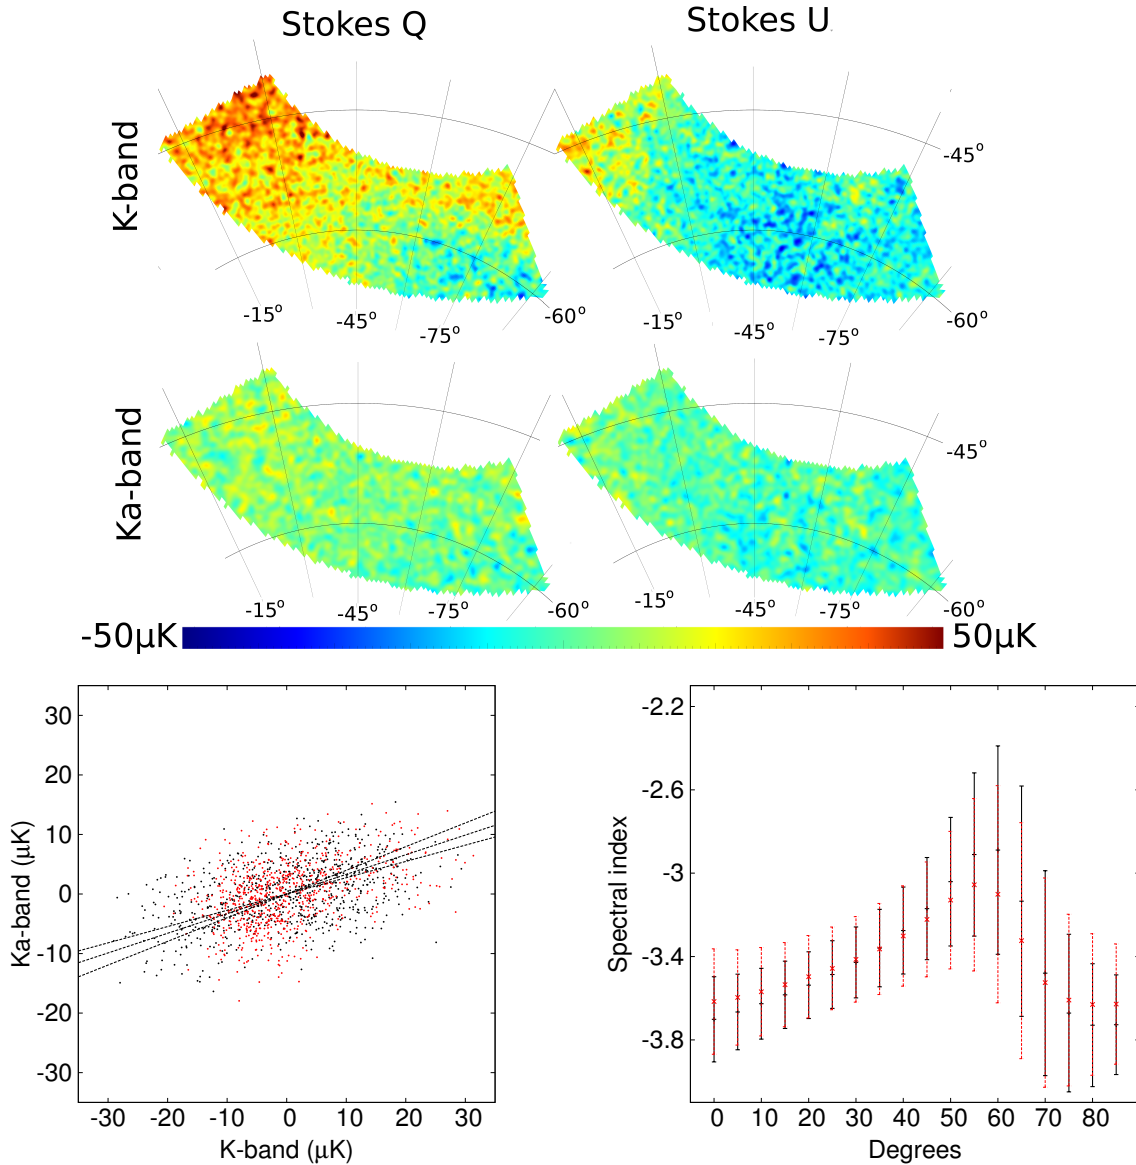 Stokes Q Stokes U
K-band
-45°
-15° -45° -75° -60° -15° -45° -75° -60°
Ka-band
-45°
-15° -45° -75° -60° -15° -45° -75° -60°
-50μK 50μK
Ka-band (μK)
30
20
10
0
-10
-20
-30
-30 -20 -10 0 10 20 30
K-band (μK)
Spectral index
-2.2
-2.6
-3
-3.4
-3.8
0 10 20 30 40 50 60 70 80
Degrees